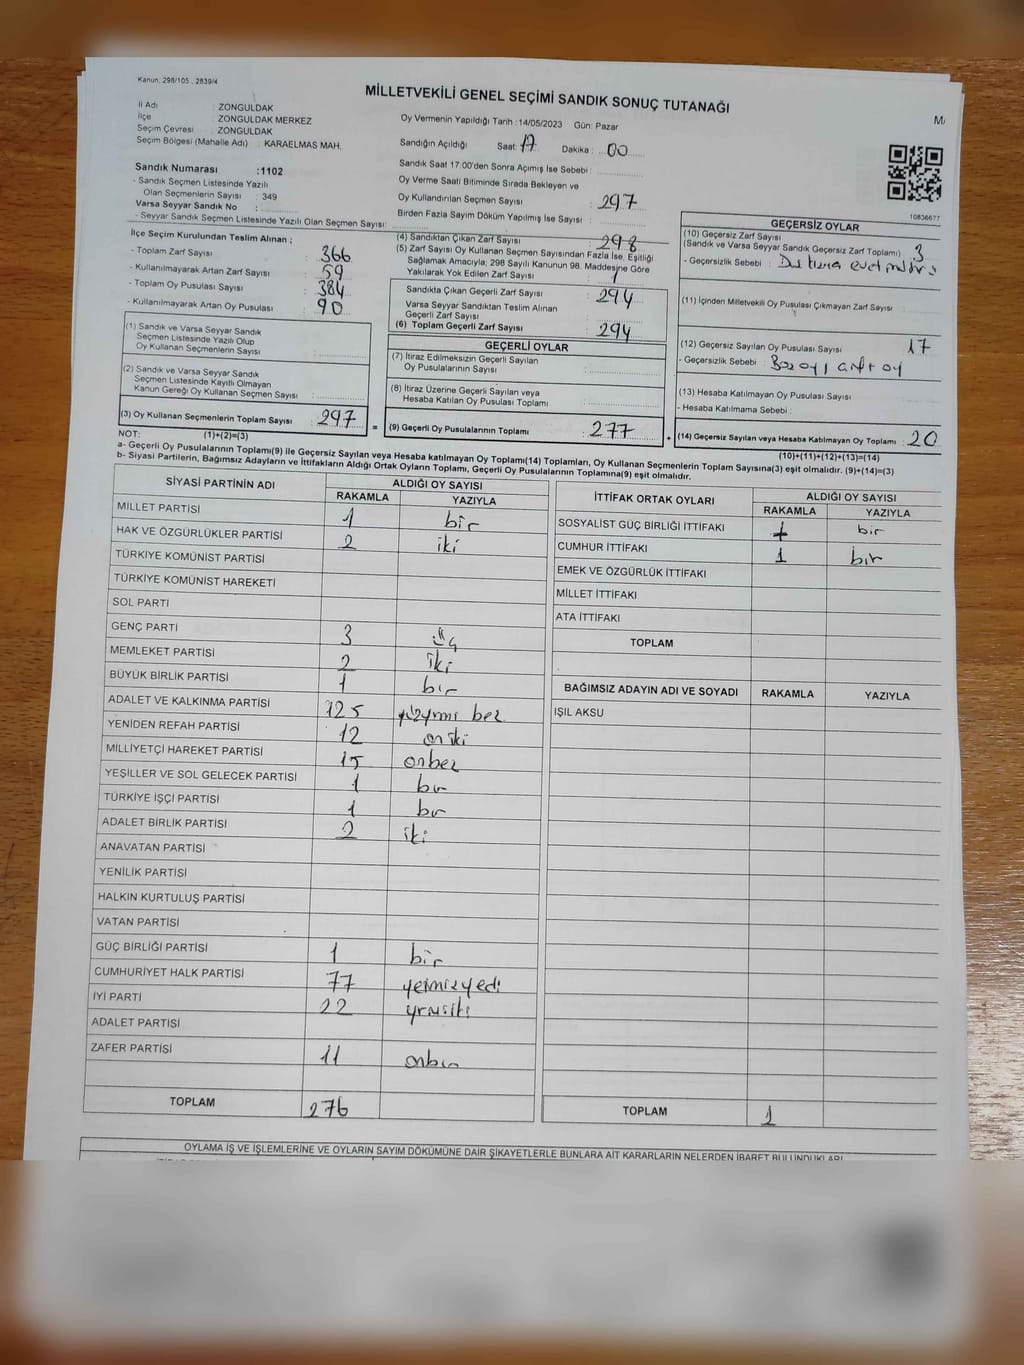 Kanun: 298/105 , 2839/4
MİLLETVEKİLİ GENEL SEÇİMİ SANDIK SONUÇ TUTANAĞI
İl Adı : ZONGULDAK
İlçe : ZONGULDAK MERKEZ
Seçim Çevresi : ZONGULDAK
Seçim Bölgesi (Mahalle Adı) : KARAELMAS MAH.
Oy Vermenin Yapıldığı Tarih :14/05/2023 Gün: Pazar
Sandığın Açıldığı Saat: 17 Dakika : 00
Sandık Saat 17:00'den Sonra Açımış İse Sebebi :
Sandık Numarası :1102
- Sandık Seçmen Listesinde Yazılı
Olan Seçmenlerin Sayısı : 349
Varsa Seyyar Sandık No :
- Seyyar Sandık Seçmen Listesinde Yazılı Olan Seçmen Sayısı:
Oy Verme Saati Bitiminde Sırada Bekleyen ve
Oy Kullandırılan Seçmen Sayısı : 297
Birden Fazla Sayım Döküm Yapılmış İse Sayısı :
10836677
İlçe Seçim Kurulundan Teslim Alınan ;
- Toplam Zarf Sayısı : 366
- Kullanılmayarak Artan Zarf Sayısı : 59
- Toplam Oy Pusulası Sayısı : 384
- Kullanılmayarak Artan Oy Pusulası : 90
(4) Sandıktan Çıkan Zarf Sayısı : 298
(5) Zarf Sayısı Oy Kullanan Seçmen Sayısından Fazla İse, Eşitliği
Sağlamak Amacıyla; 298 Sayılı Kanunun 98. Maddesine Göre
Yakılarak Yok Edilen Zarf Sayısı : 1
Sandıkta Çıkan Geçerli Zarf Sayısı : 294
Varsa Seyyar Sandıktan Teslim Alınan
Geçerli Zarf Sayısı
(6) Toplam Geçerli Zarf Sayısı : 294
GEÇERSİZ OYLAR
(10) Geçersiz Zarf Sayısı
(Sandık ve Varsa Seyyar Sandık Geçersiz Zarf Toplamı) : 3
- Geçersizlik Sebebi :
(11) İçinden Milletvekili Oy Pusulası Çıkmayan Zarf Sayısı :
(12) Geçersiz Sayılan Oy Pusulası Sayısı : 17
- Geçersizlik Sebebi :
(13) Hesaba Katılmayan Oy Pusulası Sayısı
- Hesaba Katılmama Sebebi :
(14) Geçersiz Sayılan veya Hesaba Katılmayan Oy Toplamı : 20
(10)+(11)+(12)+(13)=(14)
(1) Sandık ve Varsa Seyyar Sandık
Seçmen Listesinde Yazılı Olup
Oy Kullanan Seçmenlerin Sayısı :
(2) Sandık ve Varsa Seyyar Sandık
Seçmen Listesinde Kayıtlı Olmayan
Kanun Gereği Oy Kullanan Seçmen Sayısı :
(3) Oy Kullanan Seçmenlerin Toplam Sayısı : 297
(1)+(2)=(3)
GEÇERLİ OYLAR
(7) İtiraz Edilmeksizin Geçerli Sayılan
Oy Pusulalarının Sayısı :
(8) İtiraz Üzerine Geçerli Sayılan veya
Hesaba Katılan Oy Pusulası Toplamı :
= (9) Geçerli Oy Pusulalarının Toplamı : 277 +
NOT:
a- Geçerli Oy Pusulalarının Toplamı(9) ile Geçersiz Sayılan veya Hesaba katılmayan Oy Toplamı(14) Toplamları, Oy Kullanan Seçmenlerin Toplam Sayısına(3) eşit olmalıdır. (9)+(14)=(3)
b- Siyasi Partilerin, Bağımsız Adayların ve İttifakların Aldığı Ortak Oyların Toplamı, Geçerli Oy Pusulalarının Toplamına(9) eşit olmalıdır.
SİYASİ PARTİNİN ADI ALDIĞI OY SAYISI
RAKAMLA YAZIYLA
MİLLET PARTİSİ 1 bir
HAK VE ÖZGÜRLÜKLER PARTİSİ 2 iki
TÜRKİYE KOMÜNİST PARTİSİ
TÜRKİYE KOMÜNİST HAREKETİ
SOL PARTİ
GENÇ PARTİ 3 üç
MEMLEKET PARTİSİ 2 iki
BÜYÜK BİRLİK PARTİSİ 1 bir
ADALET VE KALKINMA PARTİSİ 125
YENİDEN REFAH PARTİSİ 12 oniki
MİLLİYETÇİ HAREKET PARTİSİ 15 onbeş
YEŞİLLER VE SOL GELECEK PARTİSİ 1 bir
TÜRKİYE İŞÇİ PARTİSİ 1 bir
ADALET BİRLİK PARTİSİ 2 iki
ANAVATAN PARTİSİ
YENİLİK PARTİSİ
HALKIN KURTULUŞ PARTİSİ
VATAN PARTİSİ
GÜÇ BİRLİĞİ PARTİSİ 1 bir
CUMHURİYET HALK PARTİSİ 77 yetmişyedi
İYİ PARTİ 22
ADALET PARTİSİ
ZAFER PARTİSİ 11 onbir
TOPLAM 276
İTTİFAK ORTAK OYLARI ALDIĞI OY SAYISI
RAKAMLA YAZIYLA
SOSYALİST GÜÇ BİRLİĞİ İTTİFAKI 1 bir
CUMHUR İTTİFAKI 1 bir
EMEK VE ÖZGÜRLÜK İTTİFAKI
MİLLET İTTİFAKI
ATA İTTİFAKI
TOPLAM
BAĞIMSIZ ADAYIN ADI VE SOYADI RAKAMLA YAZIYLA
IŞIL AKSU
TOPLAM 1
OYLAMA İŞ VE İŞLEMLERİNE VE OYLARIN SAYIM DÖKÜMÜNE DAİR ŞİKAYETLERLE BUNLARA AİT KARARLARIN NELERDEN İBARET BULUNDUKLARI